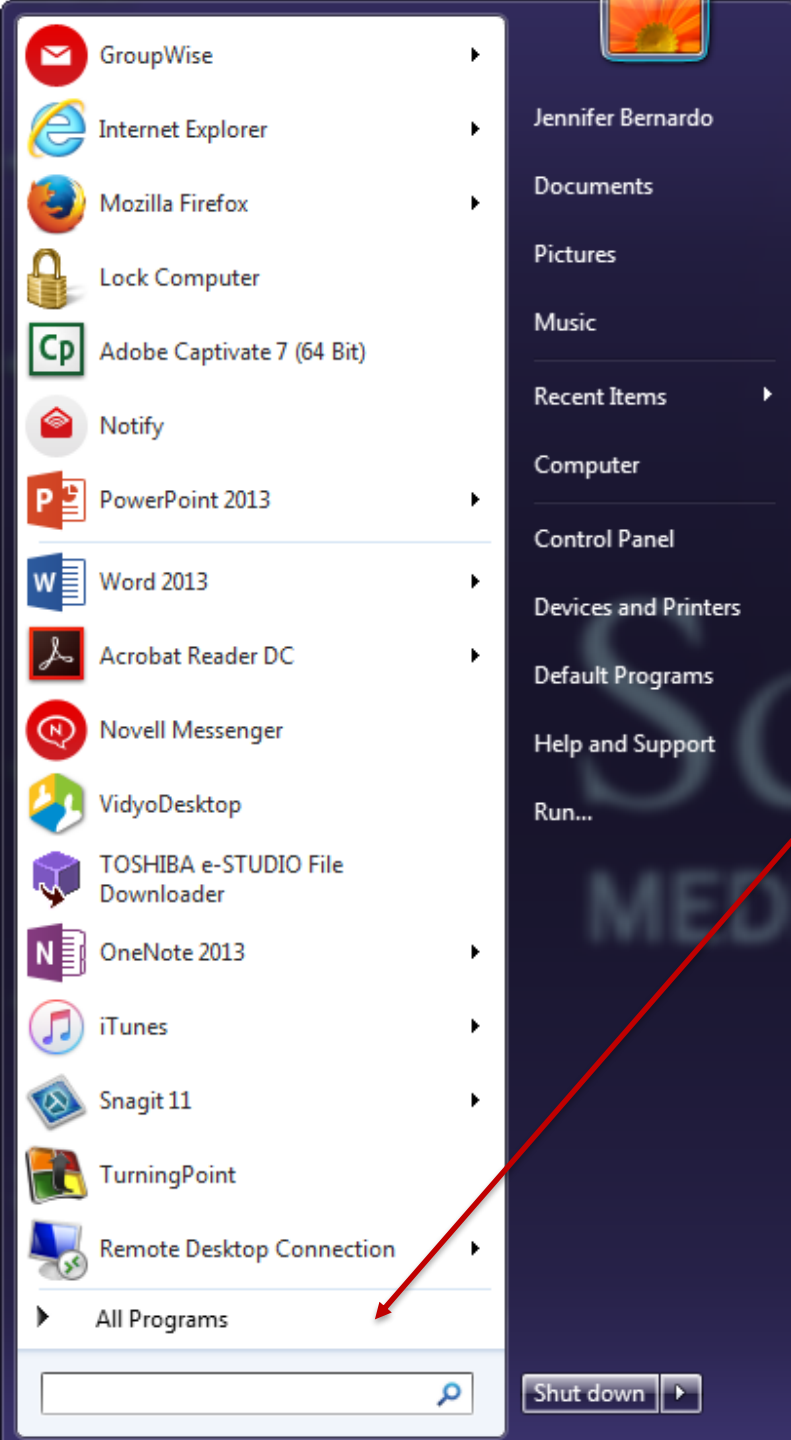 GroupWise
Internet Explorer
Mozilla Firefox
Lock Computer
Cp
Adobe Captivate 7 (64 Bit)
Notify
P
PowerPoint 2013
W
Word 2013
Acrobat Reader DC
N
Novell Messenger
VidyoDesktop
TOSHIBA e-STUDIO File
Downloader
N
OneNote 2013
iTunes
Snagit 11
TurningPoint
Remote Desktop Connection
All Programs
Jennifer Bernardo
Documents
Pictures
Music
Recent Items
Computer
Control Panel
Devices and Printers
Default Programs
Help and Support
Run...
MED
Shut down